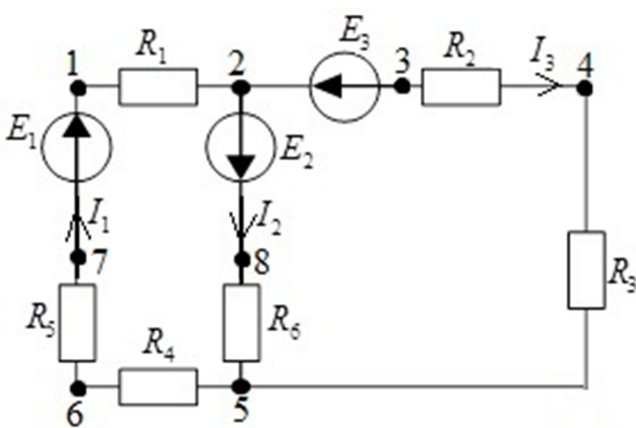 E₃
R₁ R₂ I₃
1 2 3 4
E₁ E₂
I₁ I₂
7 8 R₃
R₅ R₆
R₄
6 5